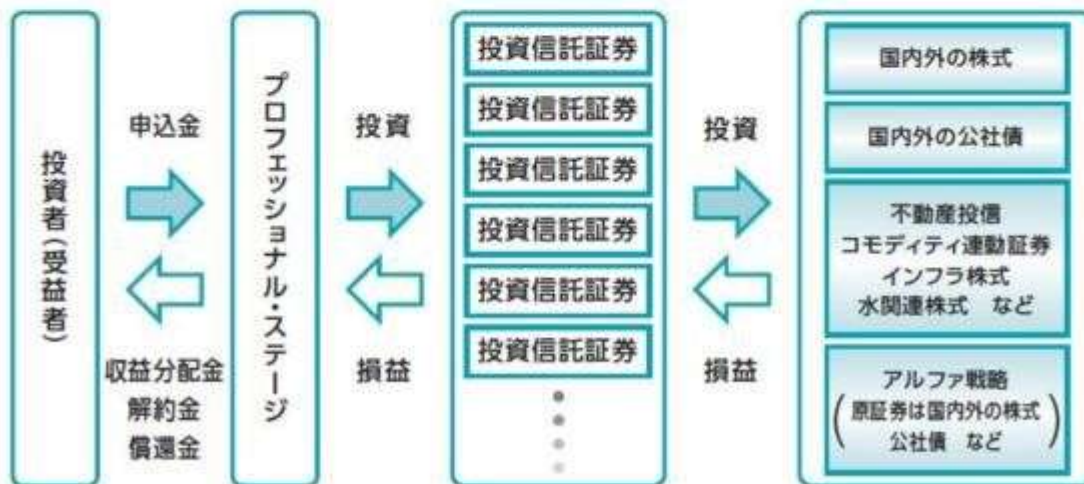 投資者(受益者)
申込金
収益分配金
解約金
償還金
プロフェッショナル・ステージ
投資
損益
投資信託証券
投資信託証券
投資信託証券
投資信託証券
投資信託証券
投資信託証券
投資
損益
国内外の株式
国内外の公社債
不動産投信
コモディティ連動証券
インフラ株式
水関連株式 など
アルファ戦略
(原証券は国内外の株式
公社債 など)